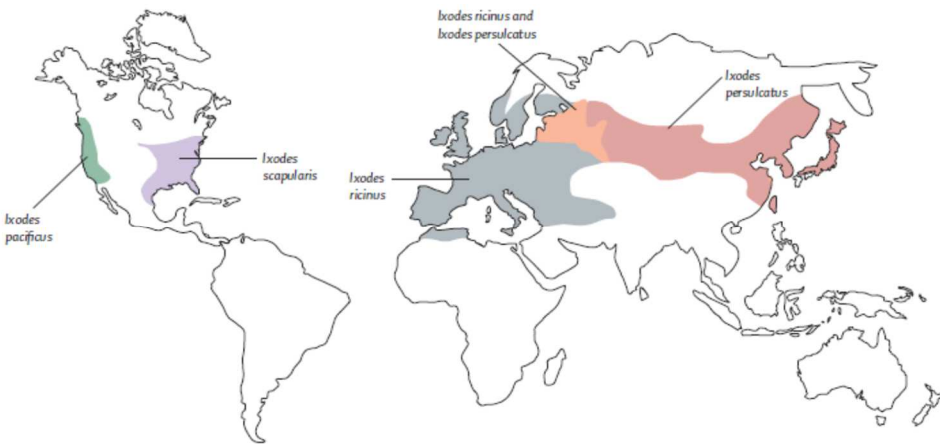 Ixodes ricinus and
Ixodes persulcatus
Ixodes
persulcatus
Ixodes
scapularis
Ixodes
ricinus
Ixodes
pacificus